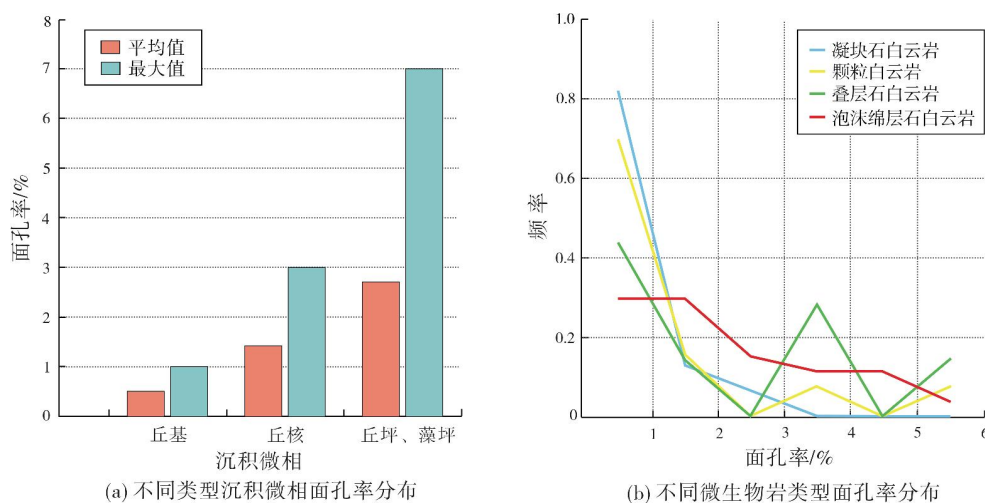 8
7
6
5
4
3
2
1
0
面孔率/%
平均值
最大值
丘基
丘核
丘坪、藻坪
沉积微相
(a) 不同类型沉积微相面孔率分布
1.0
0.8
0.6
0.4
0.2
0
频率
凝块石白云岩
颗粒白云岩
叠层石白云岩
泡沫绵层石白云岩
1
2
3
4
5
6
面孔率/%
(b) 不同微生物岩类型面孔率分布